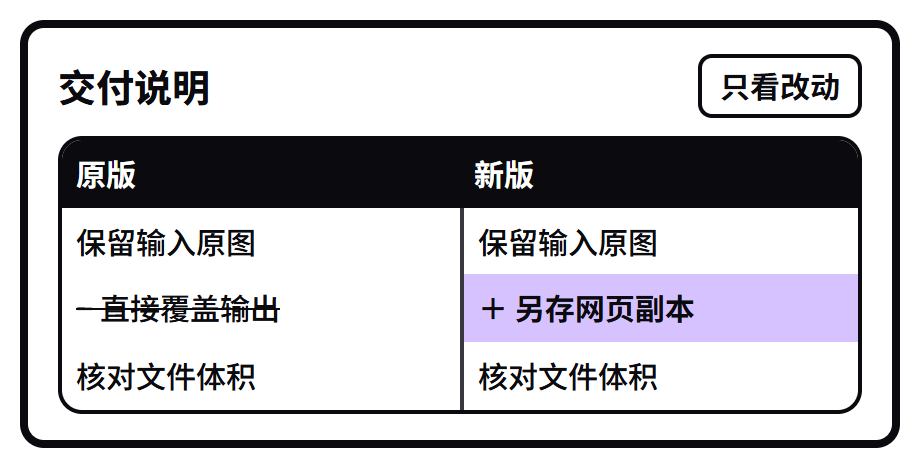 交付说明
只看改动
原版 新版
保留输入原图 保留输入原图
− 直接覆盖输出 ＋ 另存网页副本
核对文件体积 核对文件体积